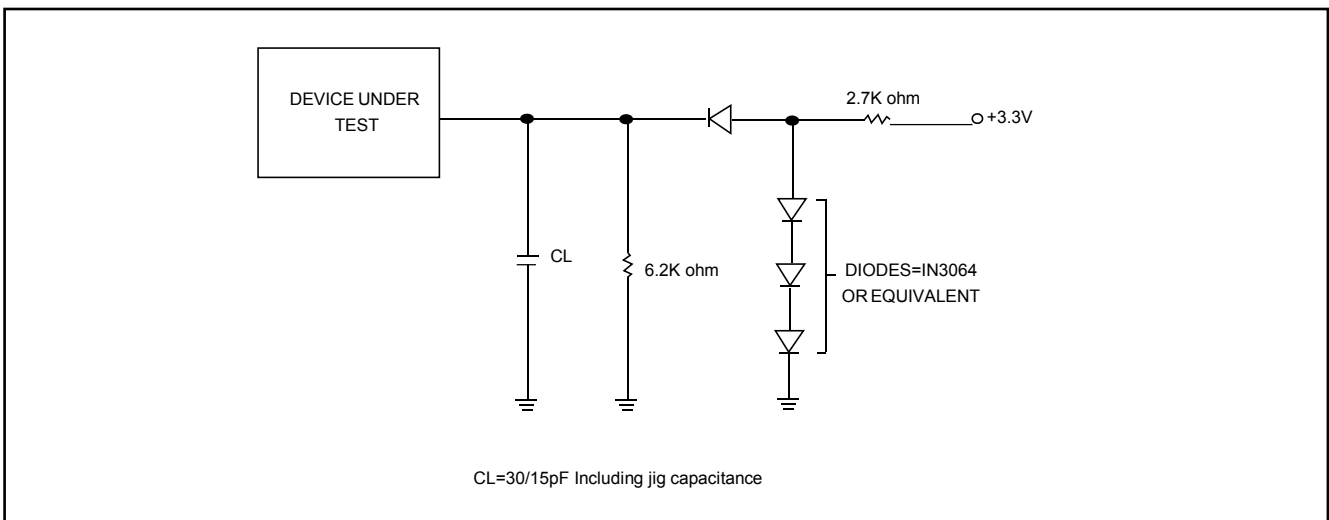 DEVICE UNDER
TEST
2.7K ohm
+3.3V
CL
6.2K ohm
DIODES=IN3064
OR EQUIVALENT
CL=30/15pF Including jig capacitance